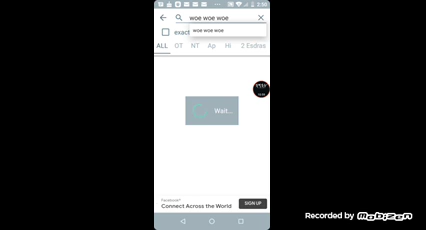 woe woe woe
woe woe woe
exact
ALL OT NT Ap Hi 2 Esdras
Wait...
Facebook®
Connect Across the World
SIGN UP
Recorded by mobizen